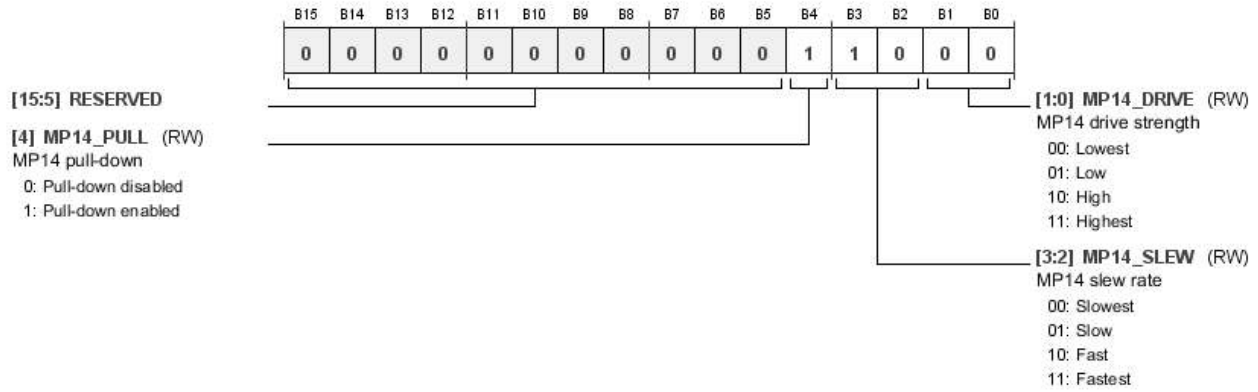 B15 B14 B13 B12 B11 B10 B9 B8 B7 B6 B5 B4 B3 B2 B1 B0
0 0 0 0 0 0 0 0 0 0 0 1 1 0 0 0
[15:5] RESERVED
[4] MP14_PULL (RW)
MP14 pull-down
0: Pull-down disabled
1: Pull-down enabled
[1:0] MP14_DRIVE (RW)
MP14 drive strength
00: Lowest
01: Low
10: High
11: Highest
[3:2] MP14_SLEW (RW)
MP14 slew rate
00: Slowest
01: Slow
10: Fast
11: Fastest